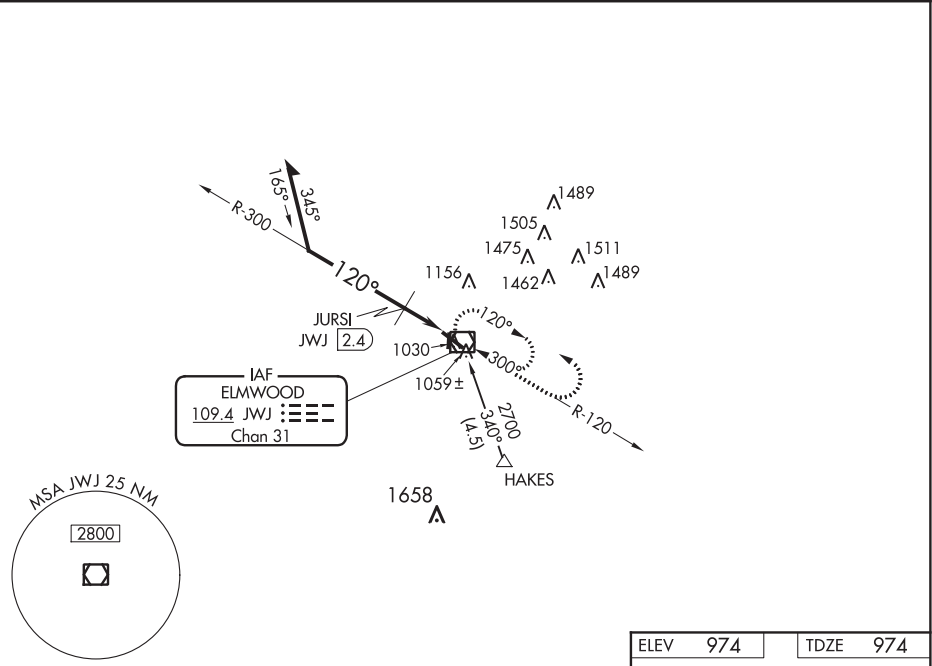 1489
165°
345°
R-300
1505
1475
1511
1156
1462
1489
120°
JURSI
JWJ 2.4
120°
1030
300°
1059 ±
IAF
ELMWOOD
109.4 JWJ
Chan 31
2700
340°
(4.5)
R-120
HAKES
1658
MSA JWJ 25 NM
2800
ELEV 974
TDZE 974